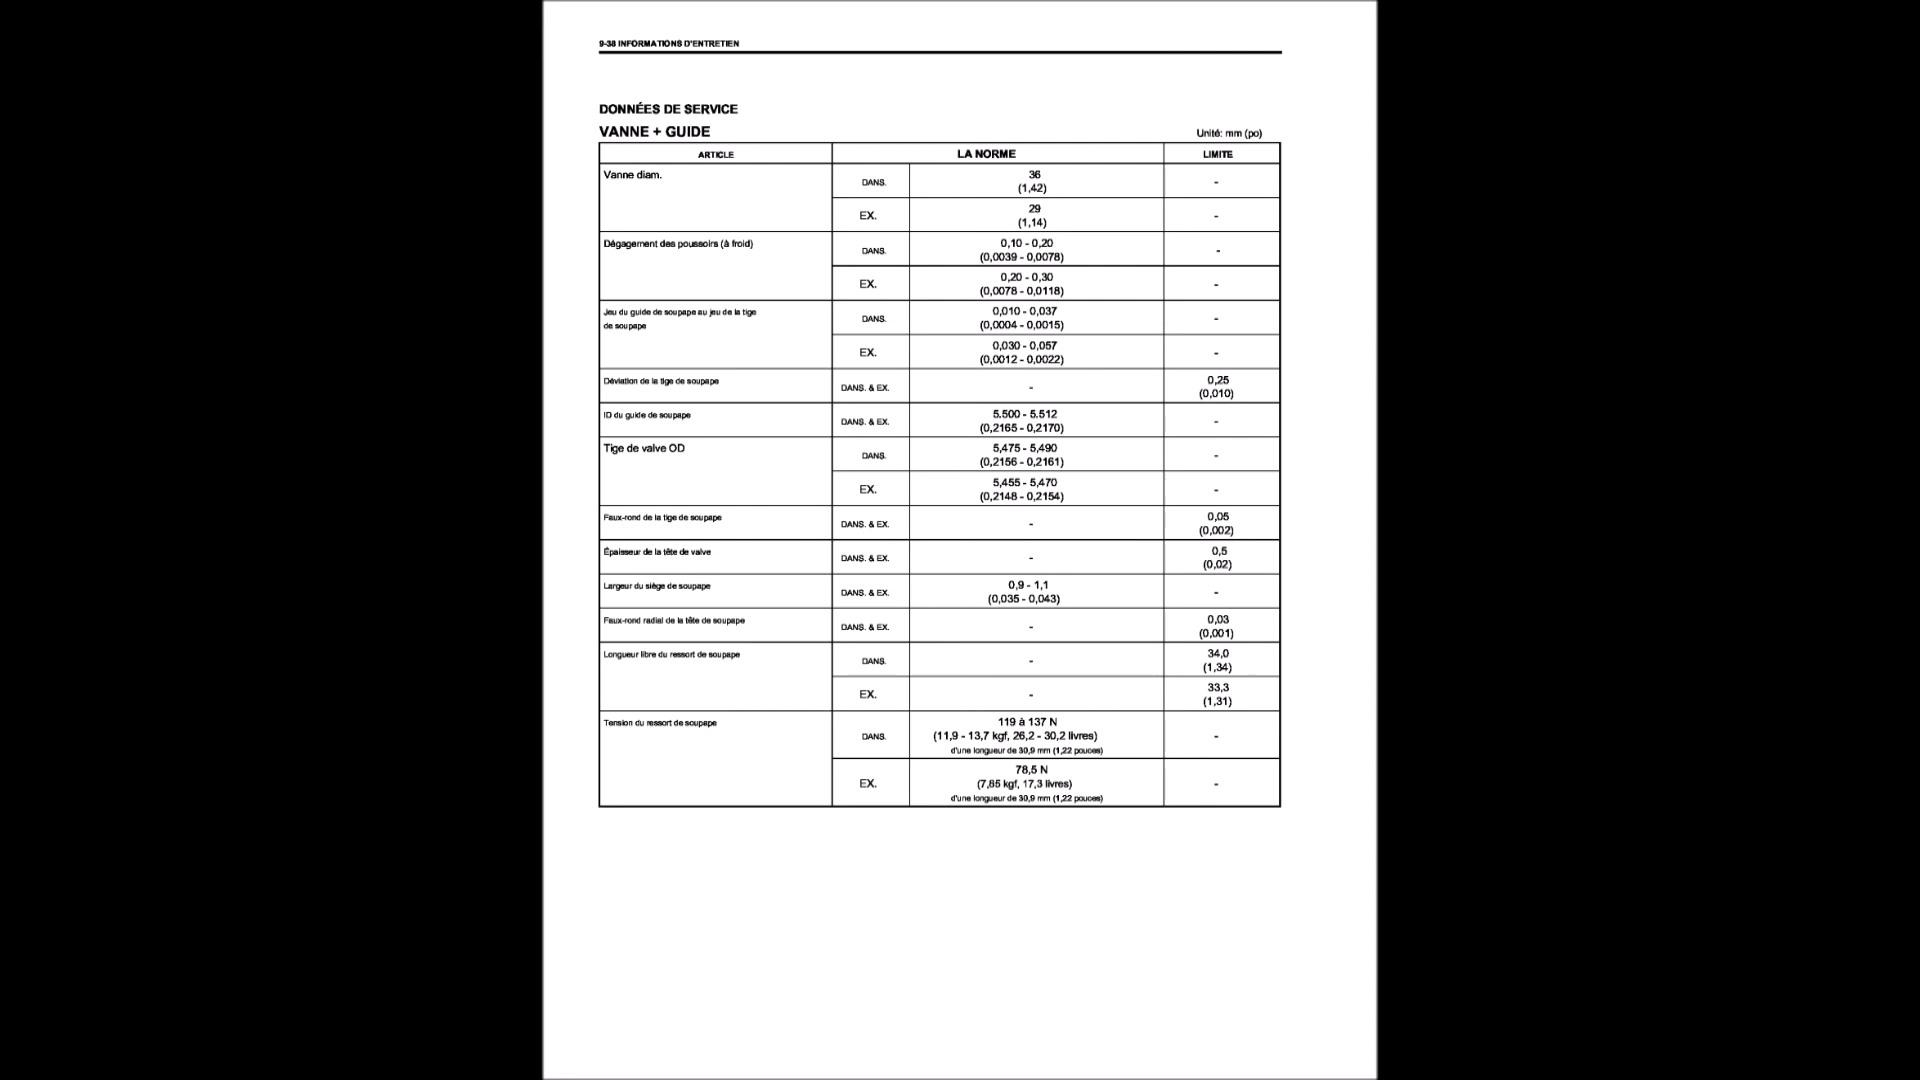 9-38 INFORMATIONS D'ENTRETIEN
DONNÉES DE SERVICE
VANNE + GUIDE
Unité: mm (po)
ARTICLE LA NORME LIMITE
Vanne diam. DANS. 36 (1,42) -
EX. 29 (1,14) -
Dégagement des poussoirs (à froid) DANS. 0,10 - 0,20 (0,0039 - 0,0078) -
EX. 0,20 - 0,30 (0,0078 - 0,0118) -
Jeu du guide de soupape au jeu de la tige de soupape DANS. 0,010 - 0,037 (0,0004 - 0,0015) -
EX. 0,030 - 0,057 (0,0012 - 0,0022) -
Déviation de la tige de soupape DANS. & EX. - 0,25 (0,010)
ID du guide de soupape DANS. & EX. 5.500 - 5.512 (0,2165 - 0,2170) -
Tige de valve OD DANS. 5,475 - 5,490 (0,2156 - 0,2161) -
EX. 5,455 - 5,470 (0,2148 - 0,2154) -
Faux-rond de la tige de soupape DANS. & EX. - 0,05 (0,002)
Épaisseur de la tête de valve DANS. & EX. - 0,5 (0,02)
Largeur du siège de soupape DANS. & EX. 0,9 - 1,1 (0,035 - 0,043) -
Faux-rond radial de la tête de soupape DANS. & EX. - 0,03 (0,001)
Longueur libre du ressort de soupape DANS. - 34,0 (1,34)
EX. - 33,3 (1,31)
Tension du ressort de soupape DANS. 119 à 137 N (11,9 - 13,7 kgf, 26,2 - 30,2 livres) d'une longueur de 30,9 mm (1,22 pouces) -
EX. 78,5 N (7,85 kgf, 17,3 livres) d'une longueur de 30,9 mm (1,22 pouces) -